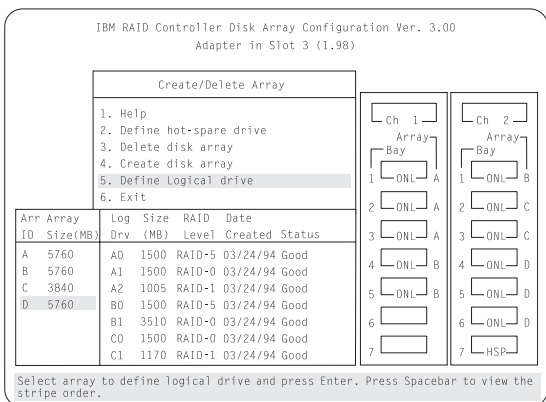 IBM RAID Controller Disk Array Configuration Ver. 3.00
Adapter in Slot 3 (1.98)
Create/Delete Array
1. Help
2. Define hot-spare drive
3. Delete disk array
4. Create disk array
5. Define Logical drive
6. Exit
Arr Array
ID Size(MB)
A 5760
B 5760
C 3840
D 5760
Log Size RAID Date
Drv (MB) Level Created Status
A0 1500 RAID-5 03/24/94 Good
A1 1500 RAID-0 03/24/94 Good
A2 1005 RAID-1 03/24/94 Good
B0 1500 RAID-5 03/24/94 Good
B1 3510 RAID-0 03/24/94 Good
C0 1500 RAID-0 03/24/94 Good
C1 1170 RAID-1 03/24/94 Good
Ch 1
Array
Bay
1 ONL A
2 ONL A
3 ONL A
4 ONL B
5 ONL B
6
7
Ch 2
Array
Bay
1 ONL B
2 ONL C
3 ONL C
4 ONL D
5 ONL D
6 ONL D
7 HSP
Select array to define logical drive and press Enter. Press Spacebar to view the
stripe order.